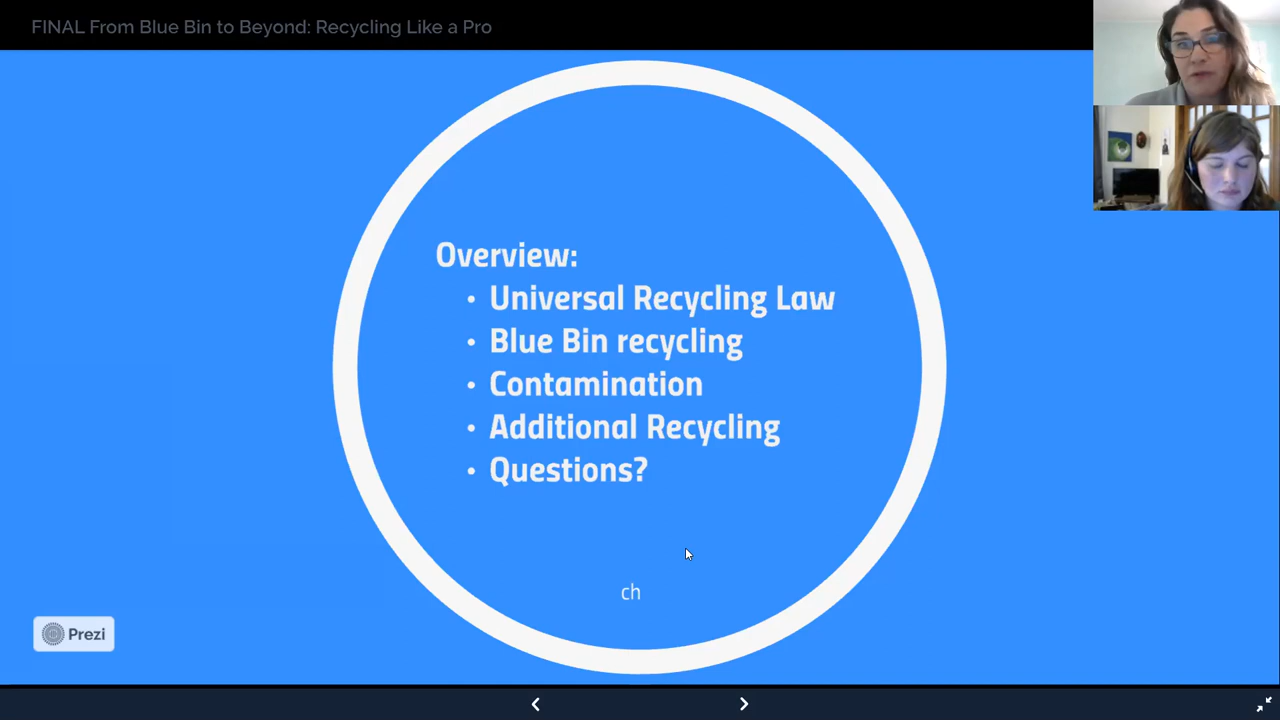 FINAL From Blue Bin to Beyond: Recycling Like a Pro
Overview:
• Universal Recycling Law
• Blue Bin recycling
• Contamination
• Additional Recycling
• Questions?
ch
Prezi